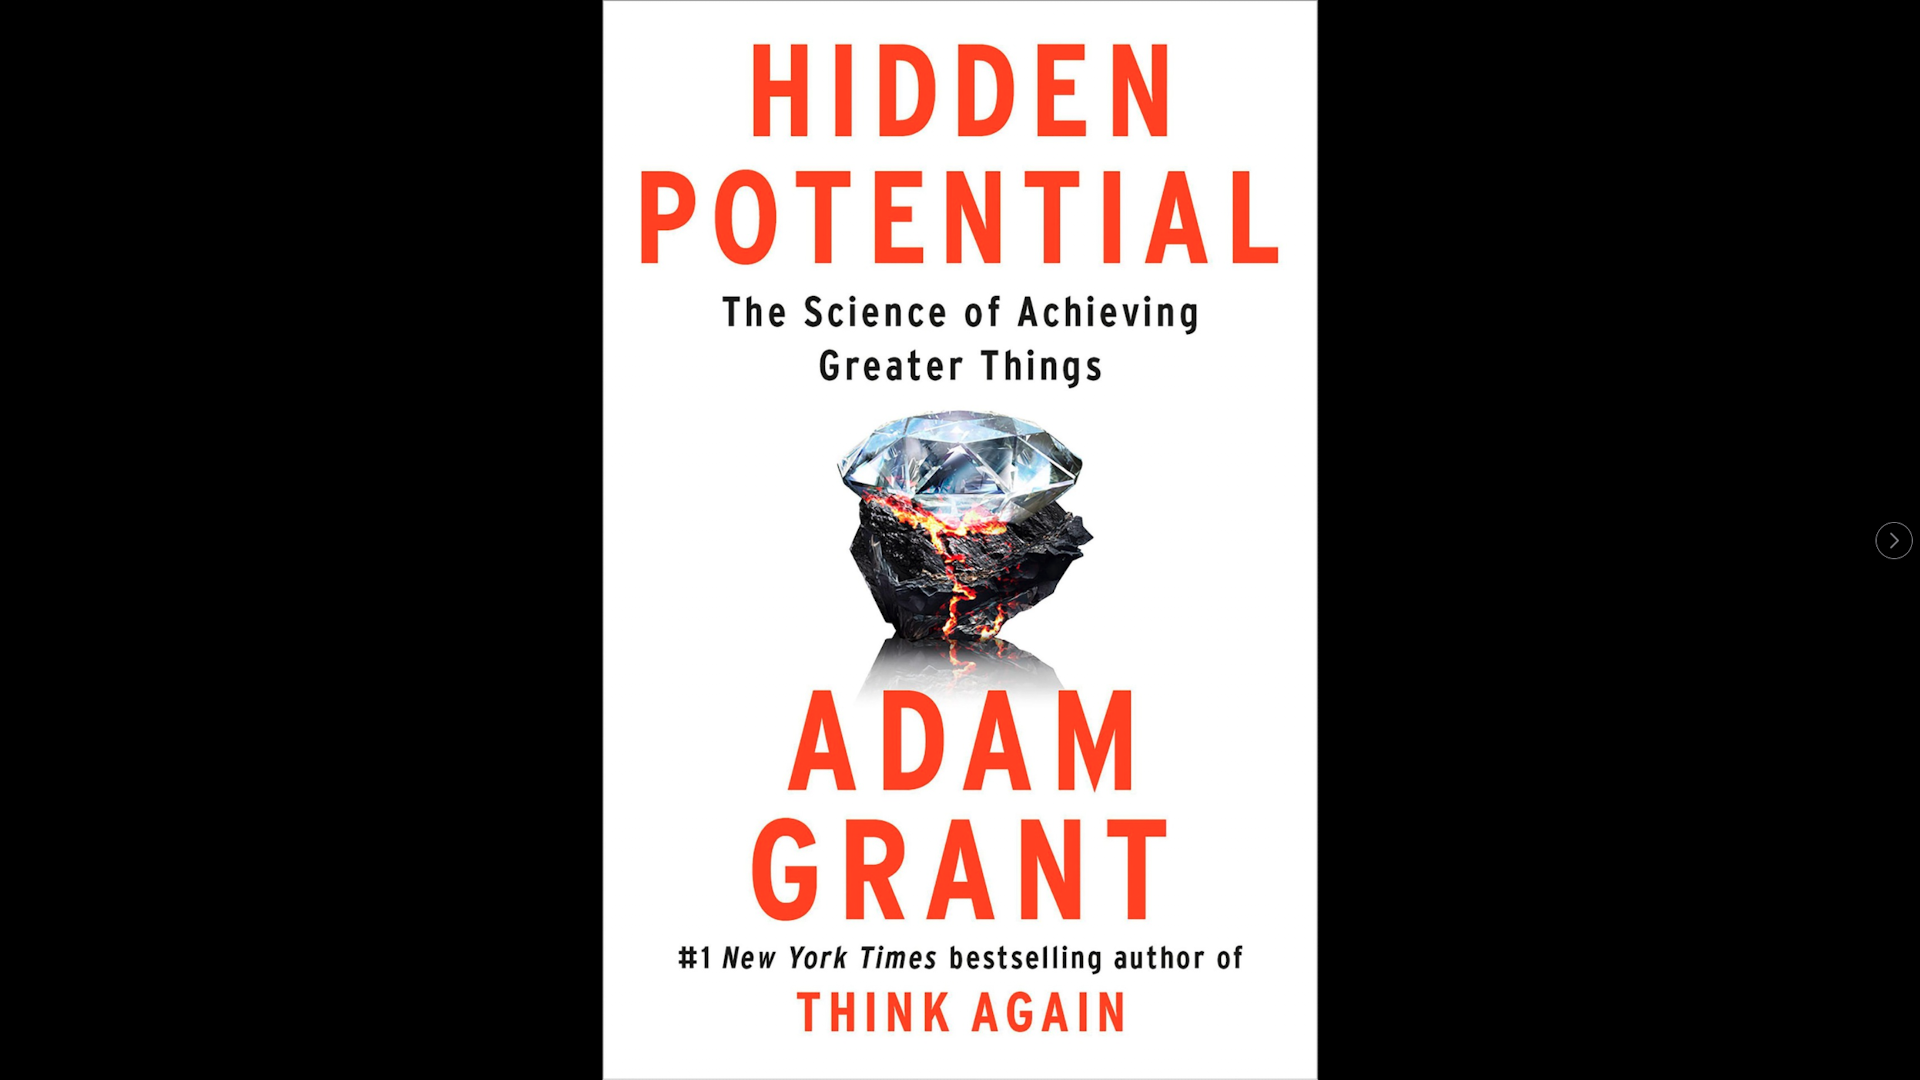 HIDDEN
POTENTIAL
The Science of Achieving
Greater Things
ADAM
GRANT
#1 New York Times bestselling author of
THINK AGAIN